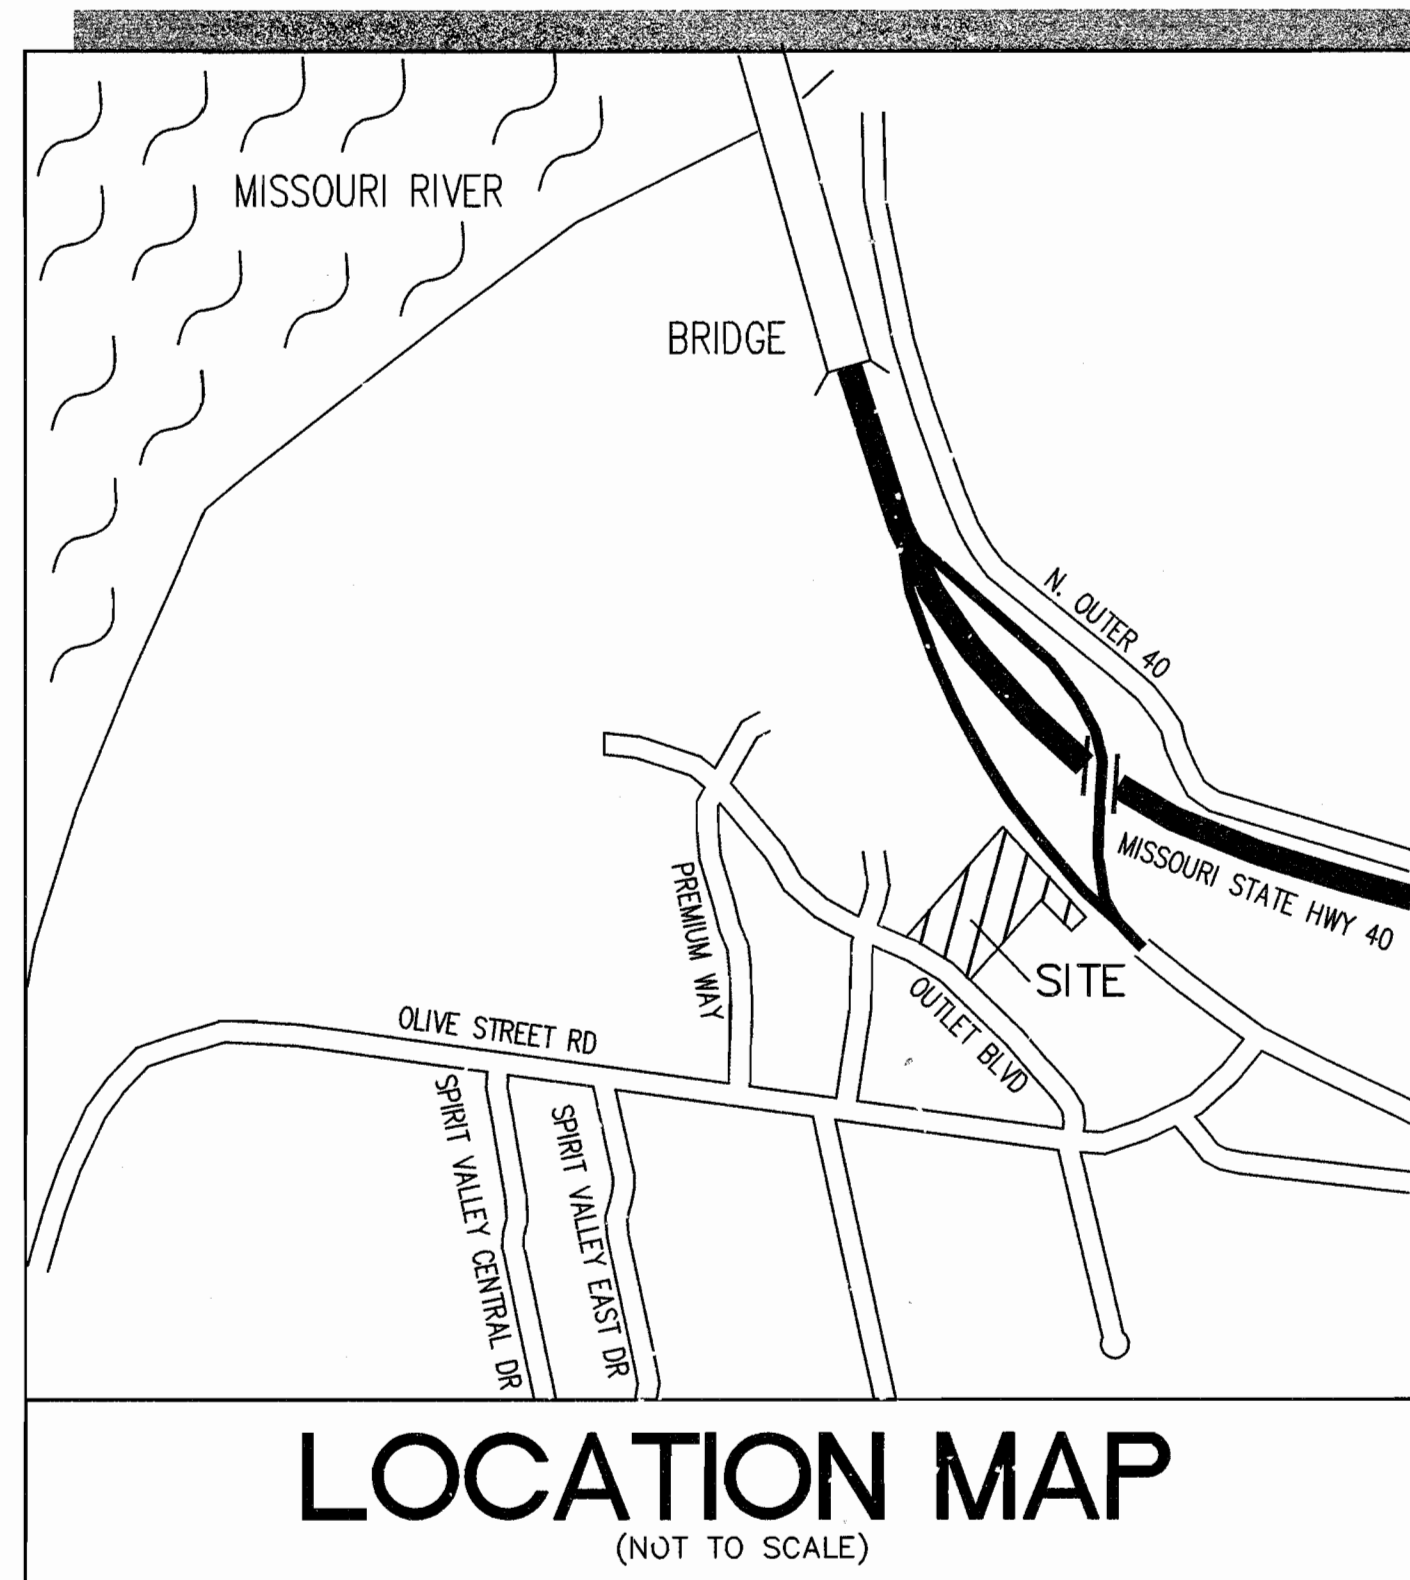 MISSOURI RIVER
BRIDGE
N. OUTER 40
MISSOURI STATE HWY 40
PREMIUM WAY
SITE
OUTLET BLVD
OLIVE STREET RD
SPIRIT VALLEY CENTRAL DR
SPIRIT VALLEY EAST DR
LOCATION MAP
(NOT TO SCALE)